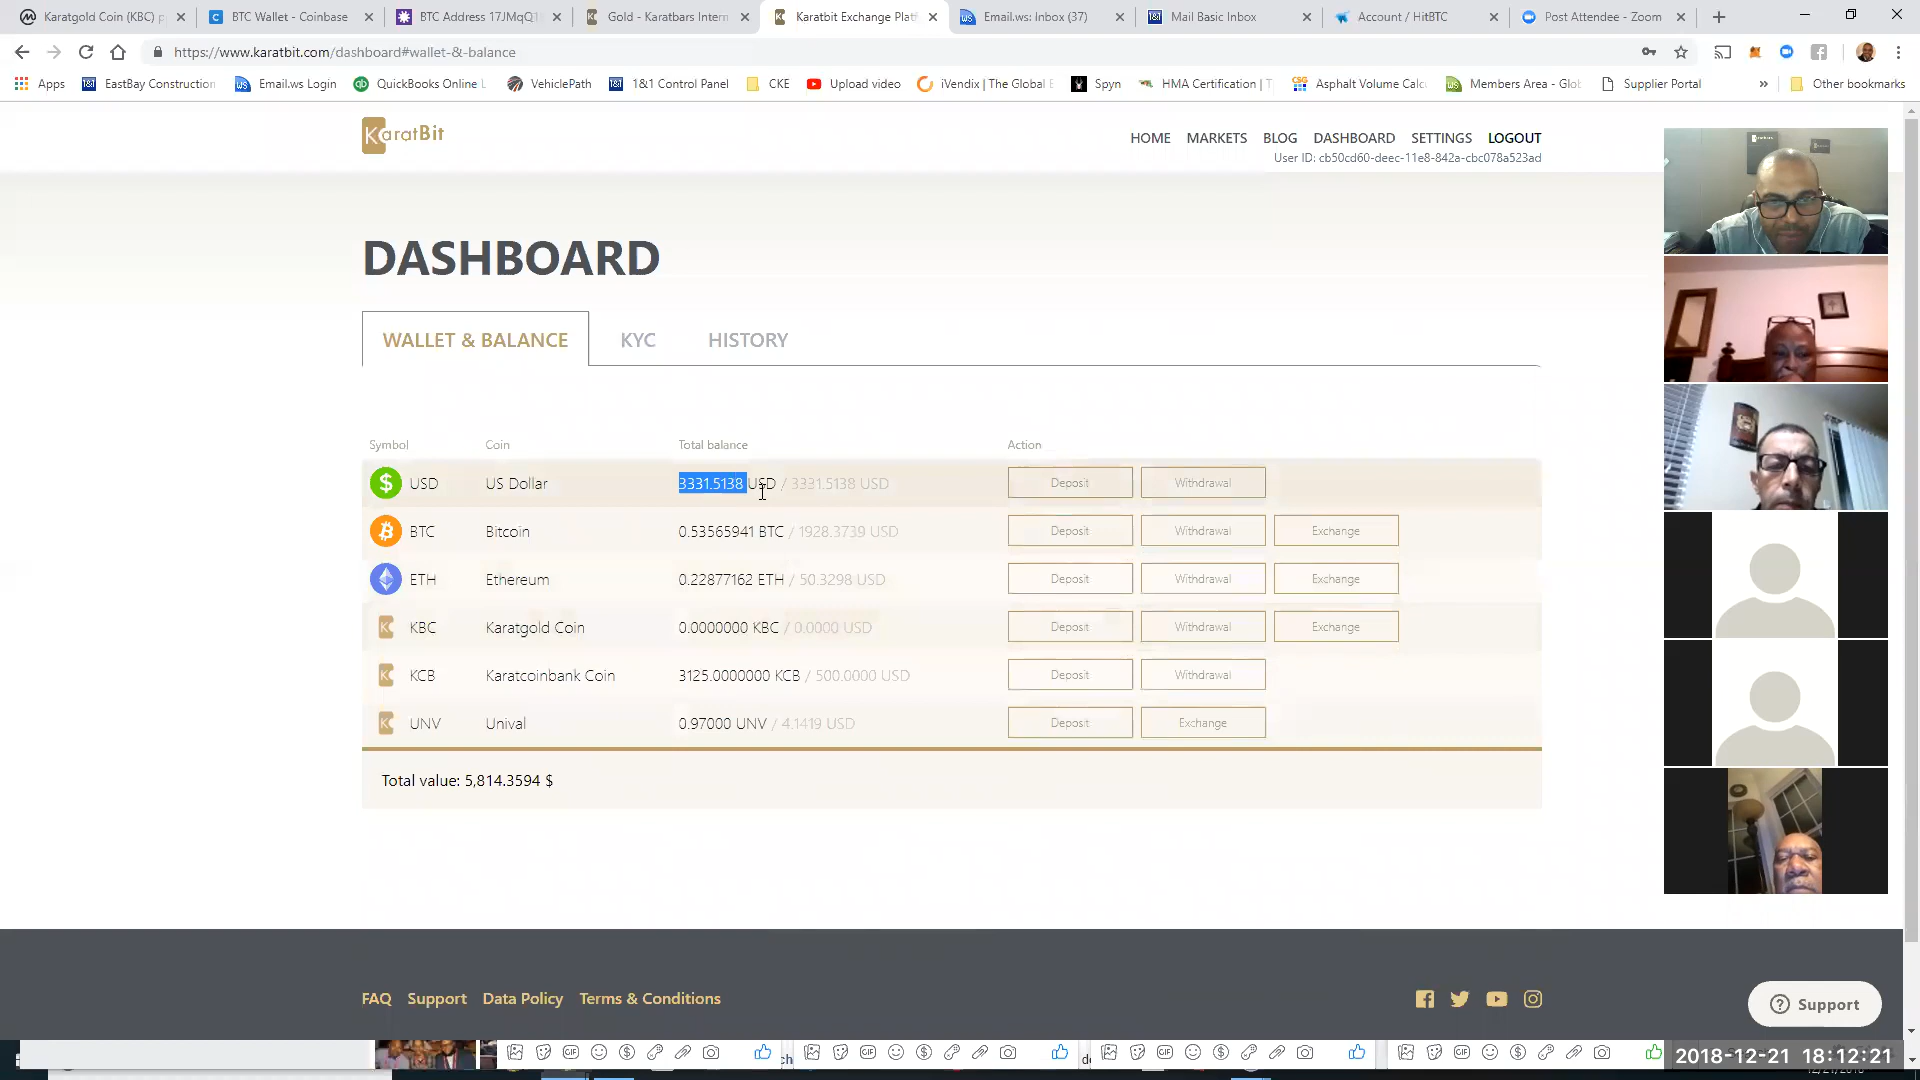 Karatgold Coin (KBC) p
BTC Wallet - Coinbase
BTC Address 17JMqQ1
Gold - Karatbars Intern
Karatbit Exchange Platf
Email.ws: Inbox (37)
Mail Basic Inbox
Account / HitBTC
Post Attendee - Zoom
https://www.karatbit.com/dashboard#wallet-&-balance
Apps
EastBay Construction
Email.ws Login
QuickBooks Online L
VehiclePath
1&1 Control Panel
CKE
Upload video
iVendix | The Global E
Spyn
HMA Certification | T
Asphalt Volume Calcu
Members Area - Glo
Supplier Portal
»
Other bookmarks
KaratBit
HOME MARKETS BLOG DASHBOARD SETTINGS LOGOUT
User ID: cb50cd60-deec-11e8-842a-cbc078a523ad
DASHBOARD
WALLET & BALANCE KYC HISTORY
Symbol Coin Total balance Action
USD US Dollar 3331.5138 USD / 3331.5138 USD Deposit Withdrawal
BTC Bitcoin 0.53565941 BTC / 1928.3739 USD Deposit Withdrawal Exchange
ETH Ethereum 0.22877162 ETH / 50.3298 USD Deposit Withdrawal Exchange
KBC Karatgold Coin 0.0000000 KBC / 0.0000 USD Deposit Withdrawal Exchange
KCB Karatcoinbank Coin 3125.0000000 KCB / 500.0000 USD Deposit Withdrawal
UNV Unival 0.97000 UNV / 4.1419 USD Deposit Exchange
Total value: 5,814.3594 $
FAQ Support Data Policy Terms & Conditions
Support
2018-12-21 18:12:21